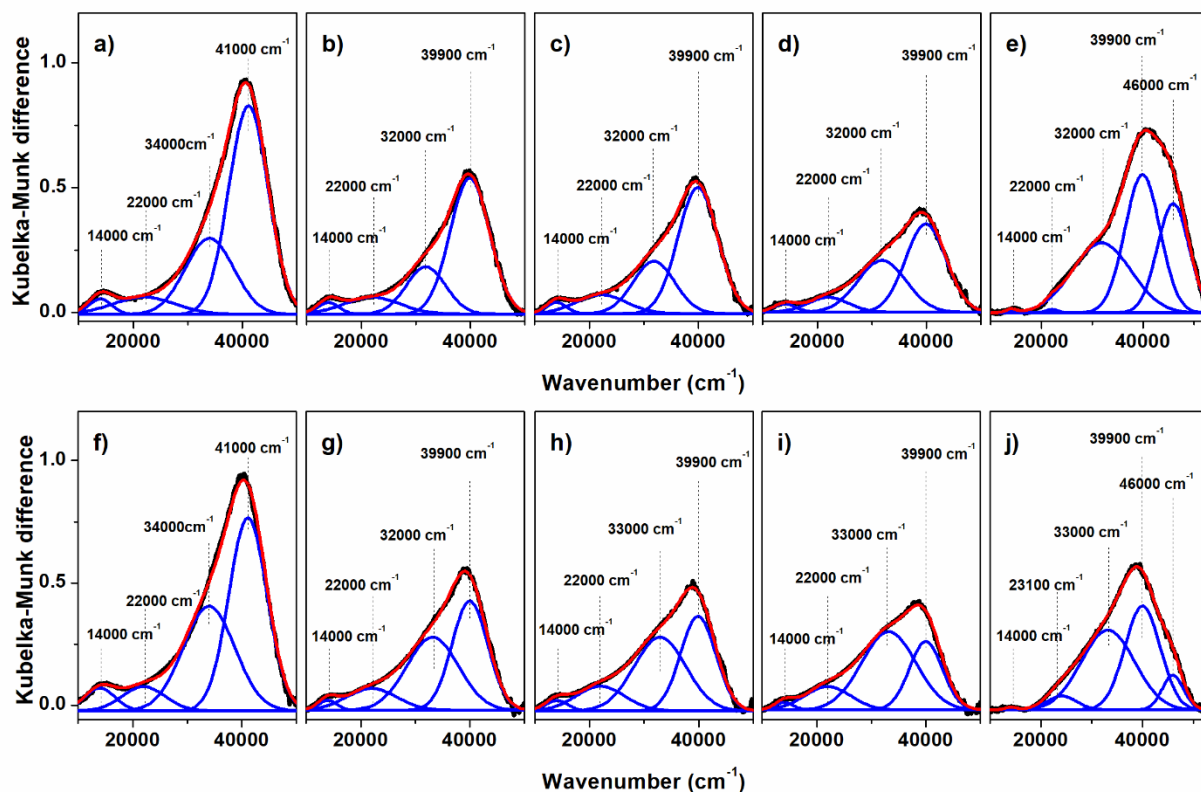 Kubelka-Munk difference
1.0
0.5
0.0
a)
41000 cm⁻¹
34000cm⁻¹
22000 cm⁻¹
14000 cm⁻¹
20000
40000
b)
39900 cm⁻¹
32000 cm⁻¹
22000 cm⁻¹
14000 cm⁻¹
20000
40000
c)
39900 cm⁻¹
32000 cm⁻¹
22000 cm⁻¹
14000 cm⁻¹
20000
40000
d)
39900 cm⁻¹
32000 cm⁻¹
22000 cm⁻¹
14000 cm⁻¹
20000
40000
e)
39900 cm⁻¹
46000 cm⁻¹
32000 cm⁻¹
22000 cm⁻¹
14000 cm⁻¹
20000
40000
Wavenumber (cm⁻¹)
Kubelka-Munk difference
1.0
0.5
0.0
f)
41000 cm⁻¹
34000cm⁻¹
22000 cm⁻¹
14000 cm⁻¹
20000
40000
g)
39900 cm⁻¹
32000 cm⁻¹
22000 cm⁻¹
14000 cm⁻¹
20000
40000
h)
39900 cm⁻¹
33000 cm⁻¹
22000 cm⁻¹
14000 cm⁻¹
20000
40000
i)
39900 cm⁻¹
33000 cm⁻¹
22000 cm⁻¹
14000 cm⁻¹
20000
40000
j)
39900 cm⁻¹
46000 cm⁻¹
33000 cm⁻¹
23100 cm⁻¹
14000 cm⁻¹
20000
40000
Wavenumber (cm⁻¹)